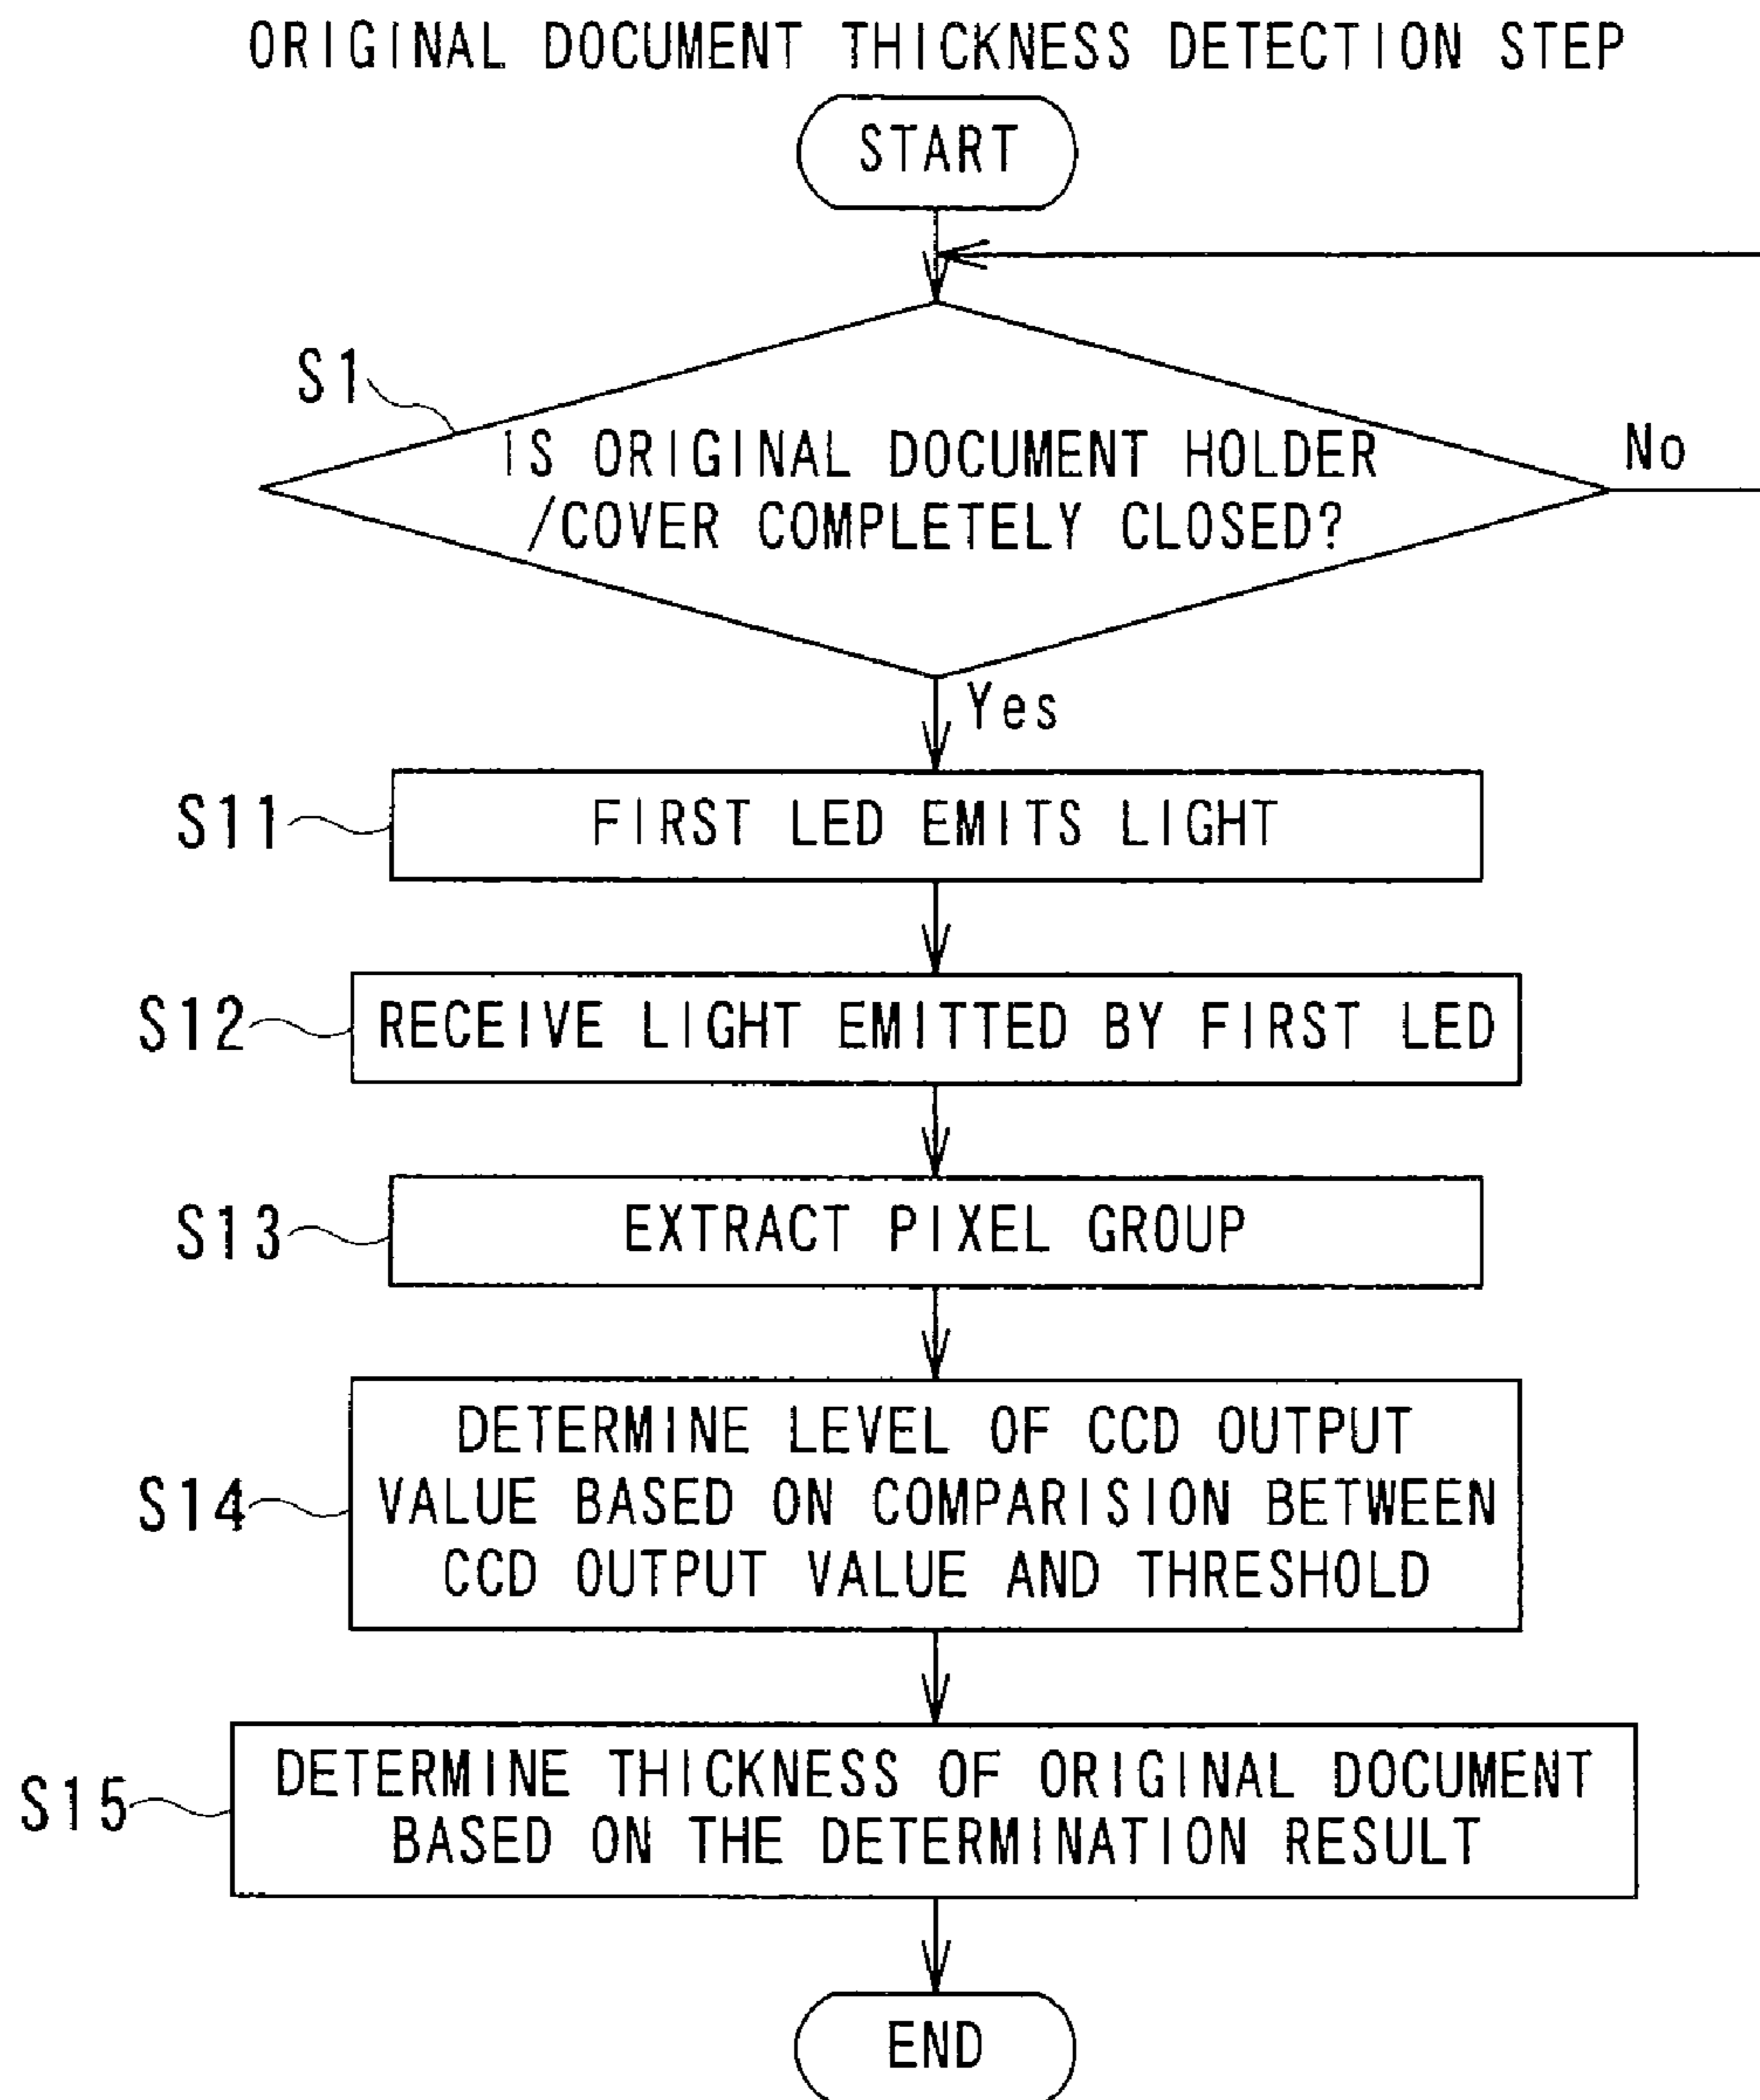 ORIGINAL DOCUMENT THICKNESS DETECTION STEP
START
S1
IS ORIGINAL DOCUMENT HOLDER
/COVER COMPLETELY CLOSED?
No
Yes
S11
FIRST LED EMITS LIGHT
S12
RECEIVE LIGHT EMITTED BY FIRST LED
S13
EXTRACT PIXEL GROUP
S14
DETERMINE LEVEL OF CCD OUTPUT
VALUE BASED ON COMPARISION BETWEEN
CCD OUTPUT VALUE AND THRESHOLD
S15
DETERMINE THICKNESS OF ORIGINAL DOCUMENT
BASED ON THE DETERMINATION RESULT
END